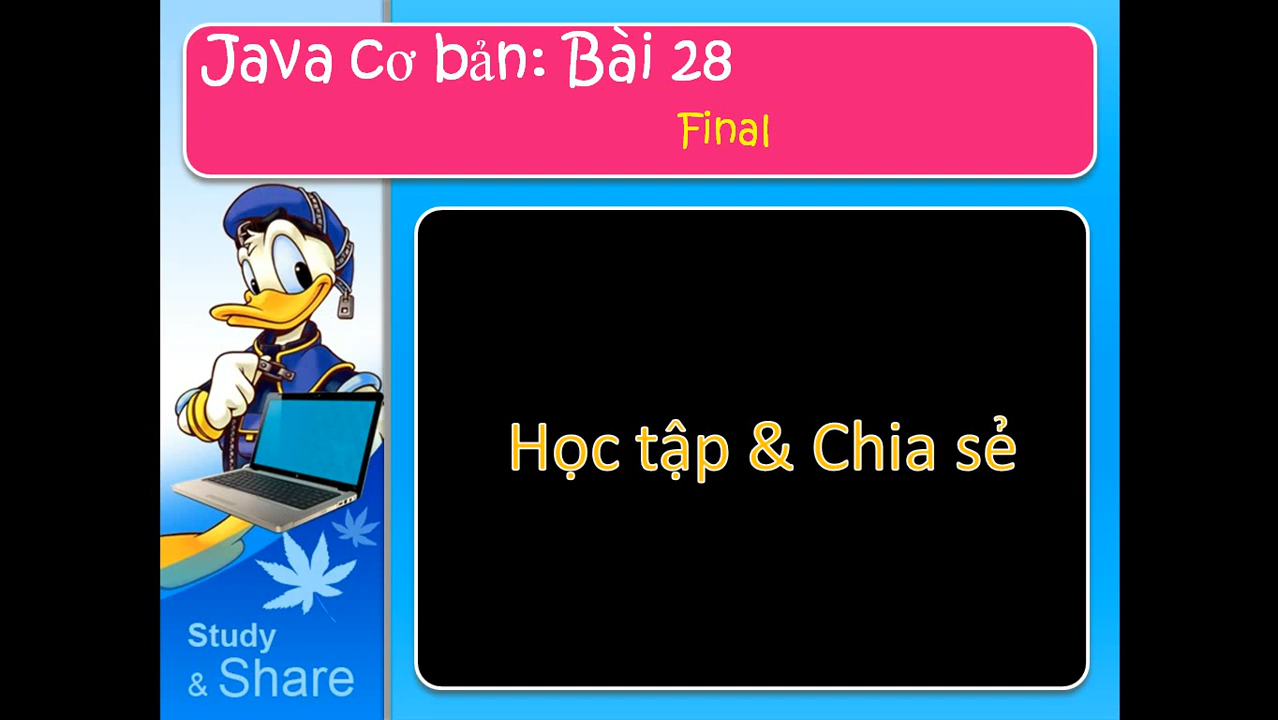 Java Cơ bản: Bài 28
Final
Học tập & Chia sẻ
Study
& Share